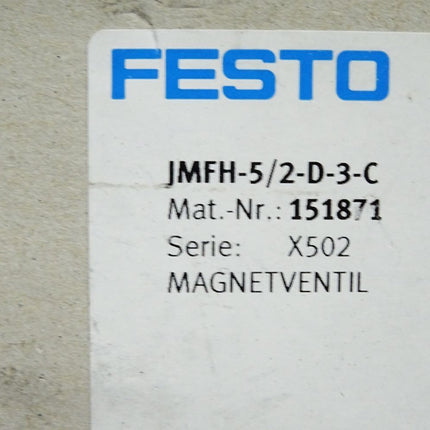 FESTO
JMFH-5/2-D-3-C
Mat.-Nr.: 151871
Serie: X502
MAGNETVENTIL